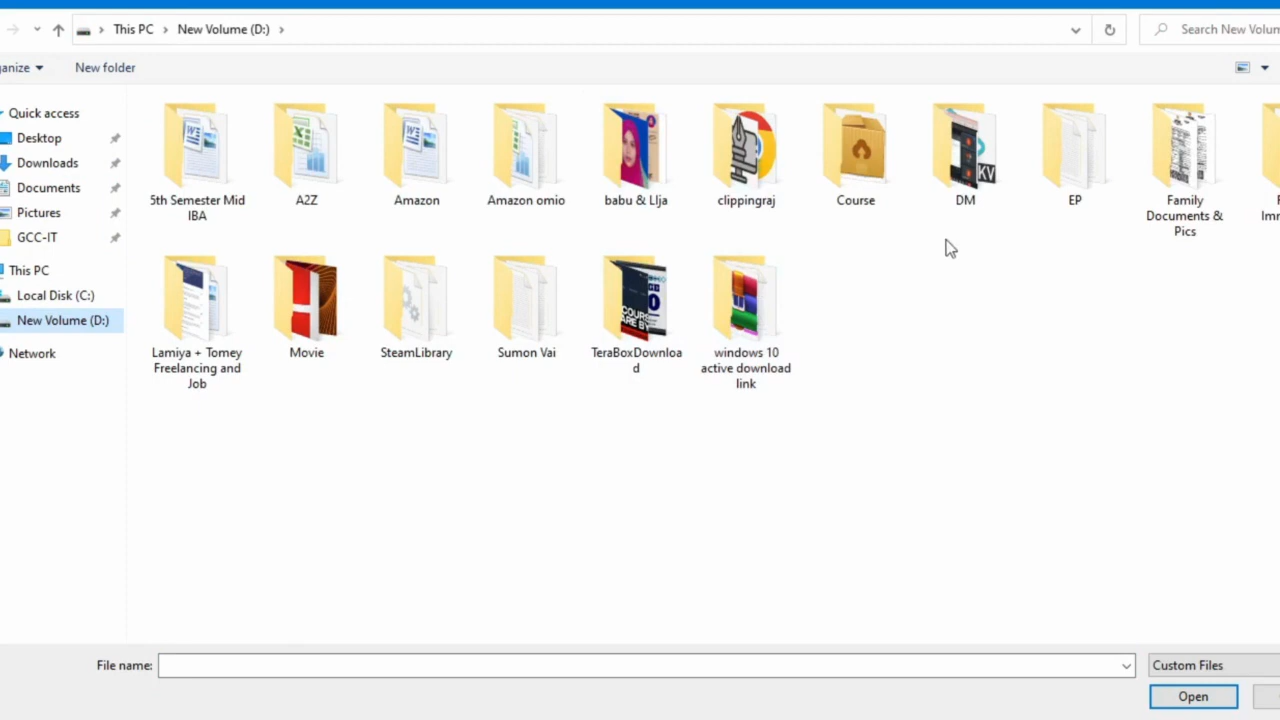 This PC > New Volume (D:) >
Search New Volum
anize
New folder
Quick access
Desktop
Downloads
Documents
Pictures
GCC-IT
This PC
Local Disk (C:)
New Volume (D:)
Network
5th Semester Mid
IBA
A2Z
Amazon
Amazon omio
babu & LIja
clippingraj
Course
DM
EP
Family
Documents &
Pics
Imr
Lamiya + Tomey
Freelancing and
Job
Movie
SteamLibrary
Sumon Vai
TeraBoxDownloa
d
windows 10
active download
link
File name:
Custom Files
Open